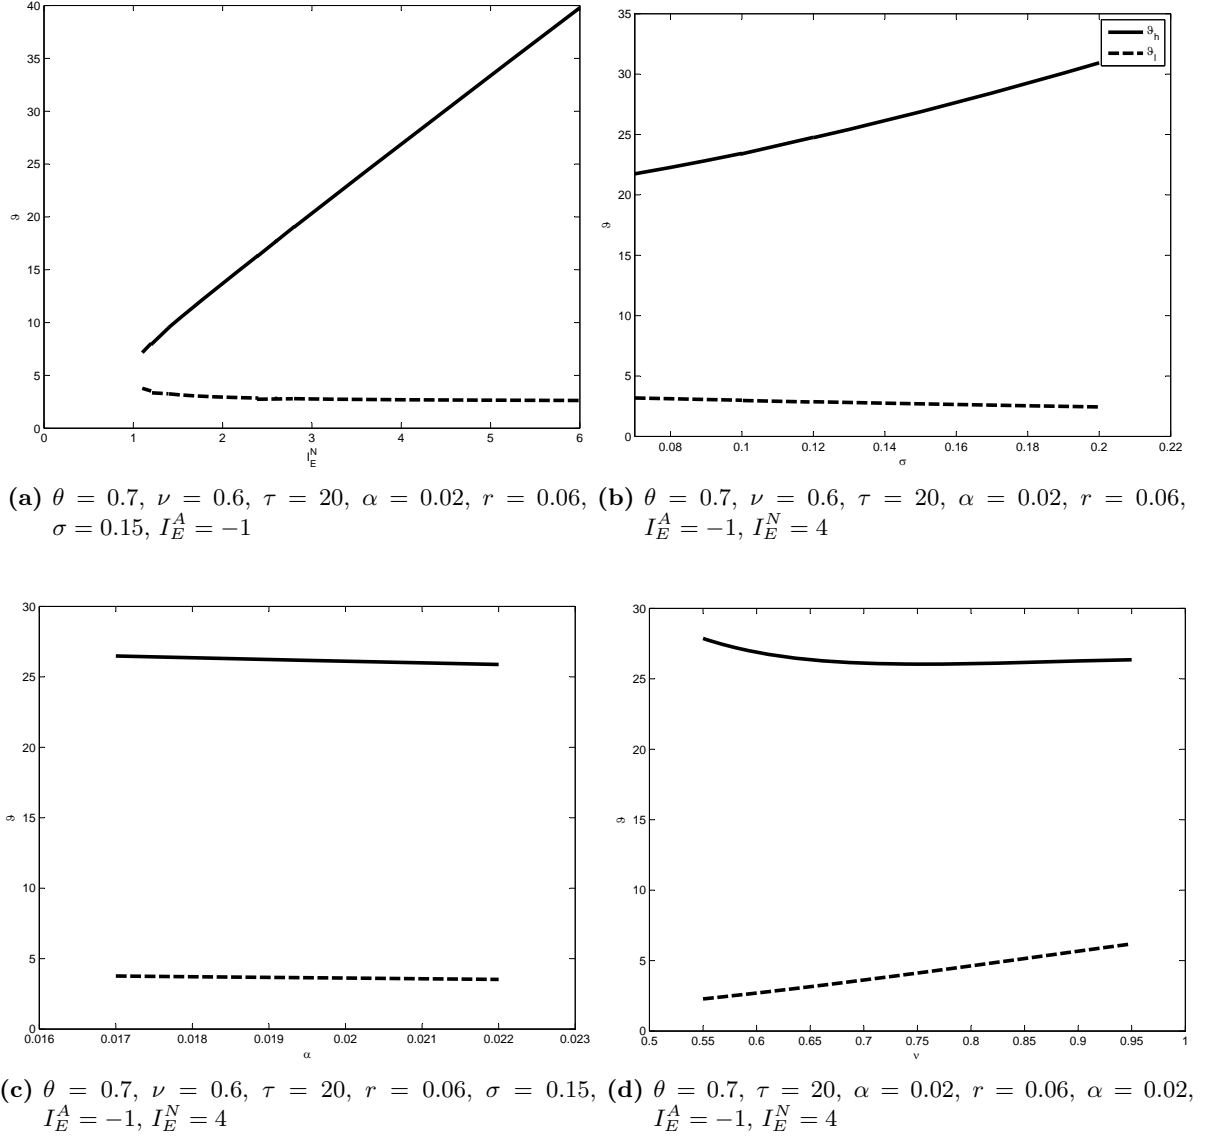 40
35
30
25
20
15
10
5
0
ϑ
0 1 2 3 4 5 6
I_E^N
35
30
25
20
15
10
5
0
ϑ
ϑ_h
ϑ_l
0.08 0.1 0.12 0.14 0.16 0.18 0.2 0.22
σ
(a) θ = 0.7, ν = 0.6, τ = 20, α = 0.02, r = 0.06,
σ = 0.15, I_E^A = −1
(b) θ = 0.7, ν = 0.6, τ = 20, α = 0.02, r = 0.06,
I_E^A = −1, I_E^N = 4
30
25
20
15
10
5
0
ϑ
0.016 0.017 0.018 0.019 0.02 0.021 0.022 0.023
α
30
25
20
15
10
5
0
ϑ
0.5 0.55 0.6 0.65 0.7 0.75 0.8 0.85 0.9 0.95 1
ν
(c) θ = 0.7, ν = 0.6, τ = 20, r = 0.06, σ = 0.15,
I_E^A = −1, I_E^N = 4
(d) θ = 0.7, τ = 20, α = 0.02, r = 0.06, α = 0.02,
I_E^A = −1, I_E^N = 4